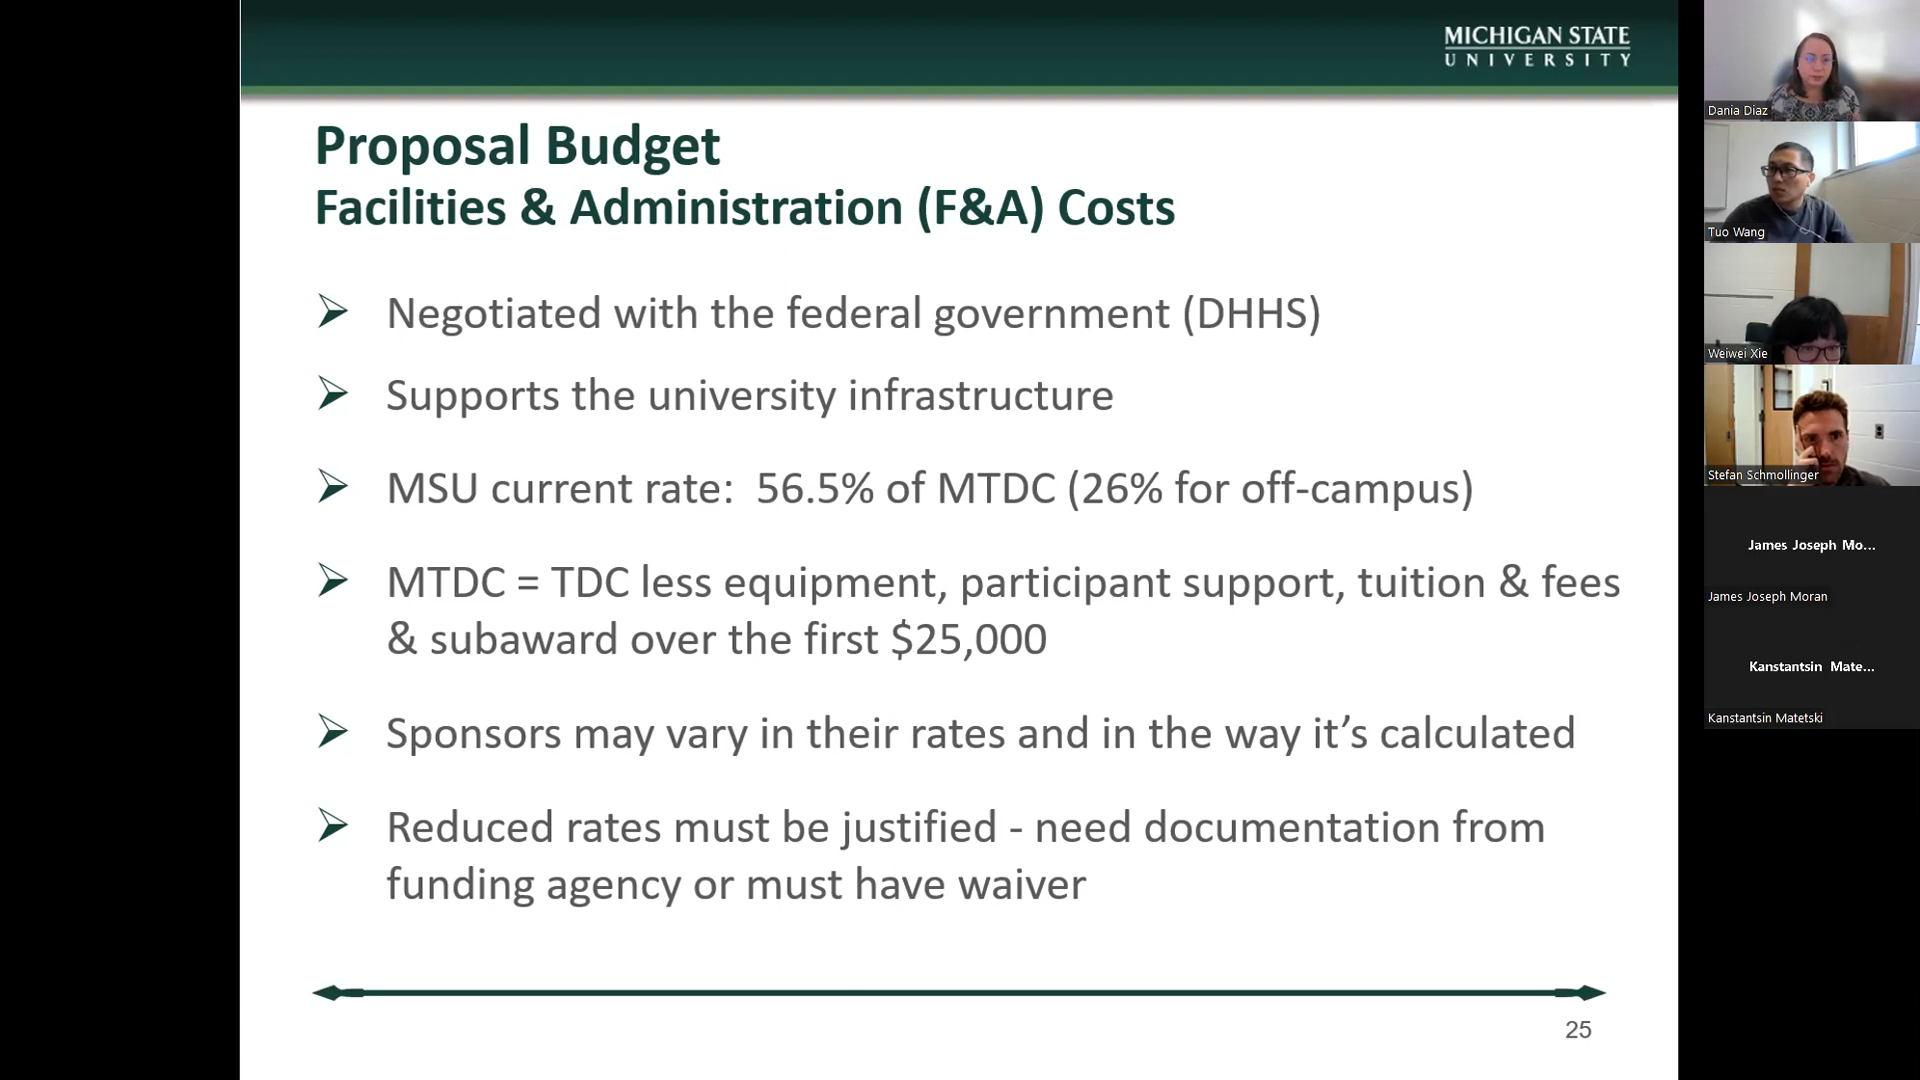 MICHIGAN STATE
UNIVERSITY
Proposal Budget
Facilities & Administration (F&A) Costs
Negotiated with the federal government (DHHS)
Supports the university infrastructure
MSU current rate:  56.5% of MTDC (26% for off-campus)
MTDC = TDC less equipment, participant support, tuition & fees
& subaward over the first $25,000
Sponsors may vary in their rates and in the way it’s calculated
Reduced rates must be justified - need documentation from
funding agency or must have waiver
25
Dania Diaz
Tuo Wang
Weiwei Xie
Stefan Schmollinger
James Joseph Mo...
James Joseph Moran
Kanstantsin Mate...
Kanstantsin Matetski